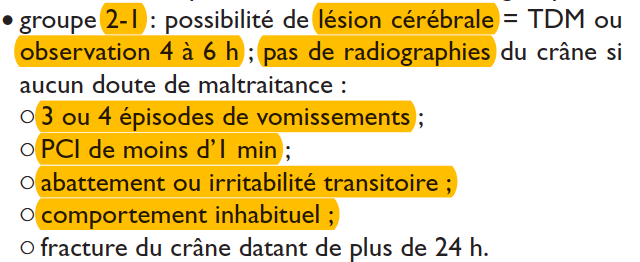 • groupe 2-1 : possibilité de lésion cérébrale = TDM ou
observation 4 à 6 h ; pas de radiographies du crâne si
aucun doute de maltraitance :
○ 3 ou 4 épisodes de vomissements ;
○ PCI de moins d'1 min ;
○ abattement ou irritabilité transitoire ;
○ comportement inhabituel ;
○ fracture du crâne datant de plus de 24 h.